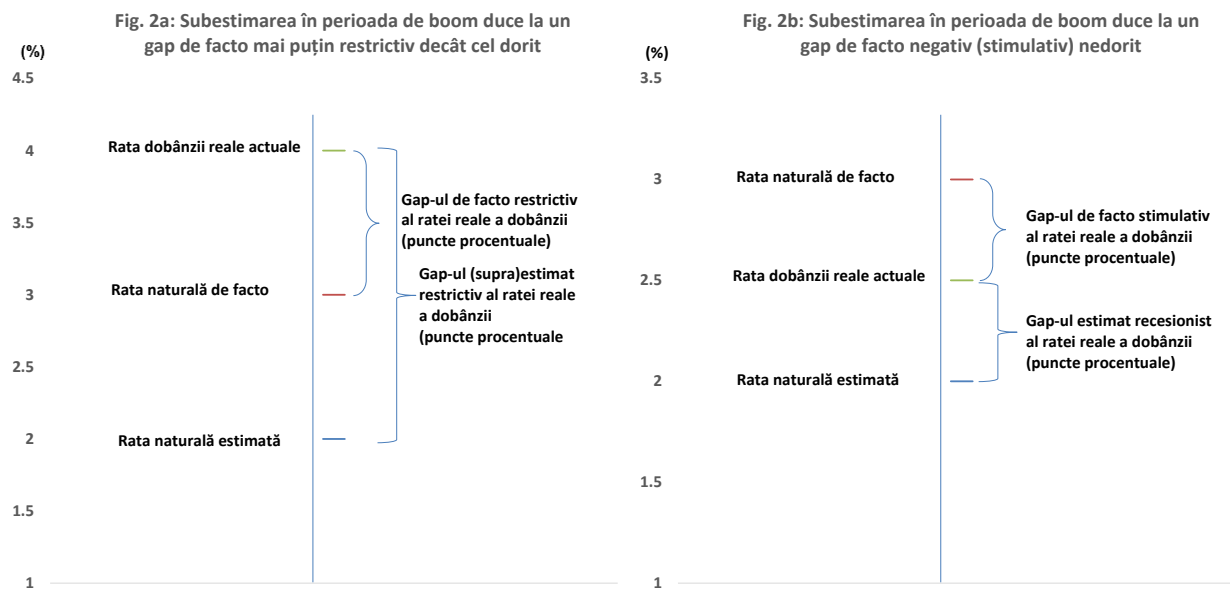 Fig. 2a: Subestimarea în perioada de boom duce la un
gap de facto mai puțin restrictiv decât cel dorit
(%)
4.5
4
3.5
3
2.5
2
1.5
1
Rata dobânzii reale actuale
Rata naturală de facto
Rata naturală estimată
Gap-ul de facto restrictiv
al ratei reale a dobânzii
(puncte procentuale)
Gap-ul (supra)estimat
restrictiv al ratei reale
a dobânzii
(puncte procentuale
Fig. 2b: Subestimarea în perioada de boom duce la un
gap de facto negativ (stimulativ) nedorit
(%)
3.5
3
2.5
2
1.5
1
Rata naturală de facto
Rata dobânzii reale actuale
Rata naturală estimată
Gap-ul de facto stimulativ
al ratei reale a dobânzii
(puncte procentuale)
Gap-ul estimat recesionist
al ratei reale a dobânzii
(puncte procentuale)